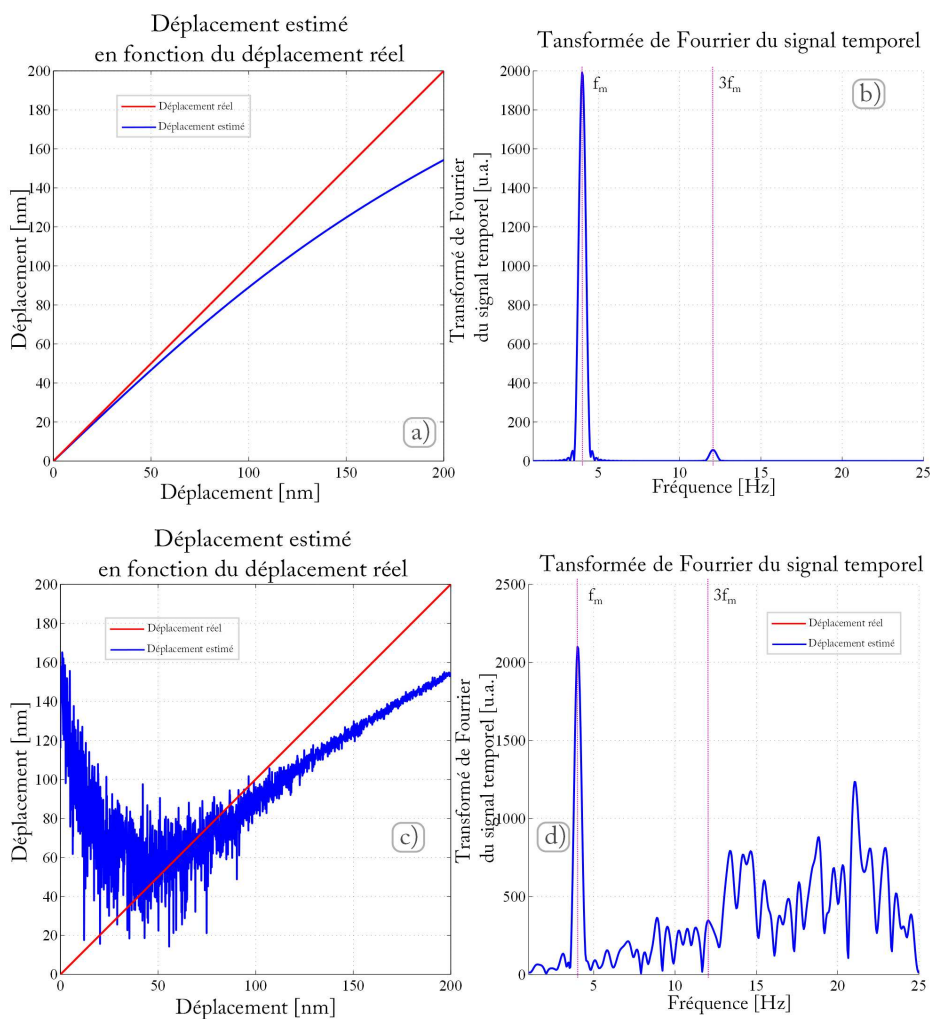 Déplacement estimé
en fonction du déplacement réel
200
180
160
140
120
100
80
60
40
20
0
0
50
100
150
200
Déplacement [nm]
Déplacement [nm]
Déplacement réel
Déplacement estimé
a)
Tansformée de Fourrier du signal temporel
2000
1800
1600
1400
1200
1000
800
600
400
200
0
5
10
15
20
25
Fréquence [Hz]
Transformé de Fourrier
du signal temporel [u.a.]
fm
3fm
b)
Déplacement estimé
en fonction du déplacement réel
200
180
160
140
120
100
80
60
40
20
0
0
50
100
150
200
Déplacement [nm]
Déplacement [nm]
Déplacement réel
Déplacement estimé
c)
Tansformée de Fourrier du signal temporel
2500
2000
1500
1000
500
0
5
10
15
20
25
Fréquence [Hz]
Transformé de Fourrier
du signal temporel [u.a.]
fm
3fm
Déplacement réel
Déplacement estimé
d)